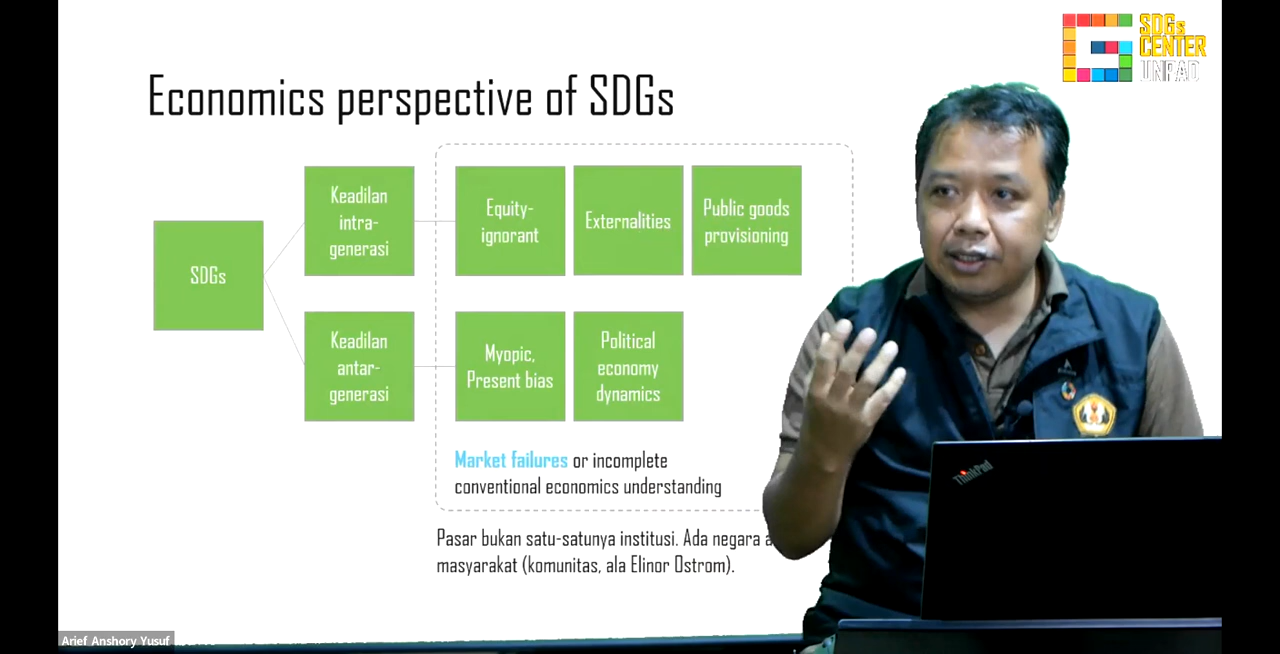 SDGs
CENTER
UNPAD
Economics perspective of SDGs
SDGs
Keadilan
intra-
generasi
Equity-
ignorant
Externalities
Public goods
provisioning
Keadilan
antar-
generasi
Myopic,
Present bias
Political
economy
dynamics
Market failures or incomplete
conventional economics understanding
Pasar bukan satu-satunya institusi. Ada negara
masyarakat (komunitas, ala Elinor Ostrom).
ThinkPad
Arief Anshory Yusuf